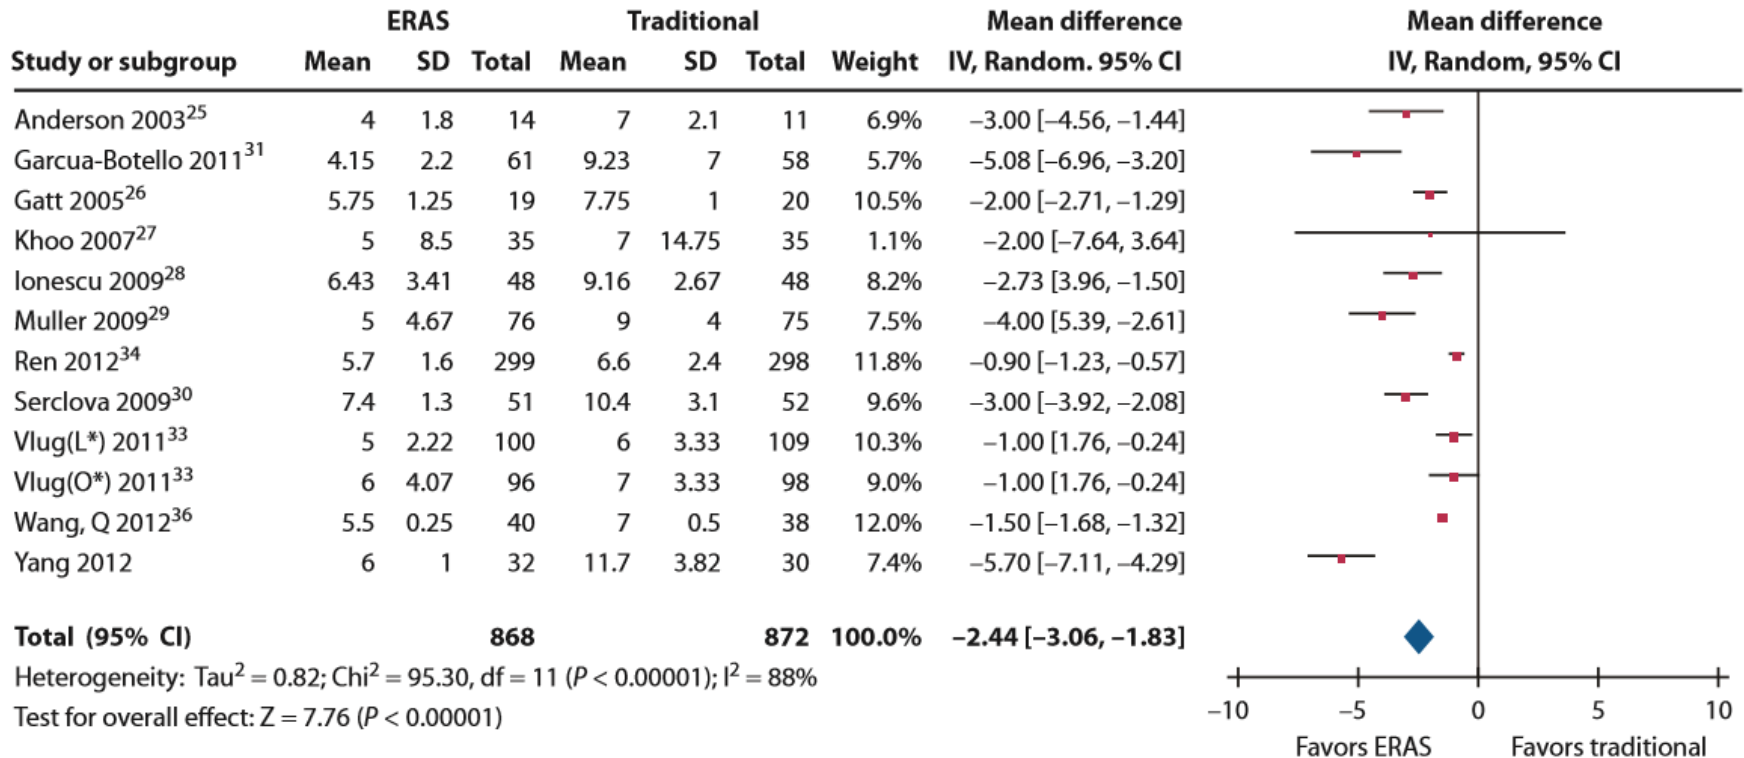 ERAS Traditional Mean difference Mean difference
Study or subgroup Mean SD Total Mean SD Total Weight IV, Random. 95% CI IV, Random, 95% CI
Anderson 2003²⁵ 4 1.8 14 7 2.1 11 6.9% –3.00 [–4.56, –1.44]
Garcua-Botello 2011³¹ 4.15 2.2 61 9.23 7 58 5.7% –5.08 [–6.96, –3.20]
Gatt 2005²⁶ 5.75 1.25 19 7.75 1 20 10.5% –2.00 [–2.71, –1.29]
Khoo 2007²⁷ 5 8.5 35 7 14.75 35 1.1% –2.00 [–7.64, 3.64]
Ionescu 2009²⁸ 6.43 3.41 48 9.16 2.67 48 8.2% –2.73 [3.96, –1.50]
Muller 2009²⁹ 5 4.67 76 9 4 75 7.5% –4.00 [5.39, –2.61]
Ren 2012³⁴ 5.7 1.6 299 6.6 2.4 298 11.8% –0.90 [–1.23, –0.57]
Serclova 2009³⁰ 7.4 1.3 51 10.4 3.1 52 9.6% –3.00 [–3.92, –2.08]
Vlug(L*) 2011³³ 5 2.22 100 6 3.33 109 10.3% –1.00 [1.76, –0.24]
Vlug(O*) 2011³³ 6 4.07 96 7 3.33 98 9.0% –1.00 [1.76, –0.24]
Wang, Q 2012³⁶ 5.5 0.25 40 7 0.5 38 12.0% –1.50 [–1.68, –1.32]
Yang 2012 6 1 32 11.7 3.82 30 7.4% –5.70 [–7.11, –4.29]
Total (95% CI) 868 872 100.0% –2.44 [–3.06, –1.83]
Heterogeneity: Tau² = 0.82; Chi² = 95.30, df = 11 (P < 0.00001); I² = 88%
Test for overall effect: Z = 7.76 (P < 0.00001)
–10 –5 0 5 10
Favors ERAS Favors traditional